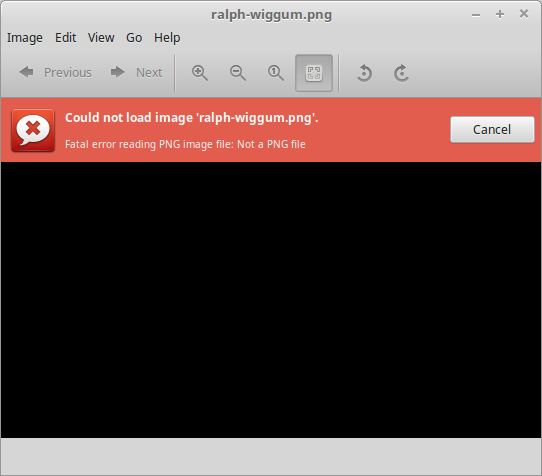 ralph-wiggum.png
Image Edit View Go Help
Previous Next 1
Could not load image 'ralph-wiggum.png'.
Cancel
Fatal error reading PNG image file: Not a PNG file